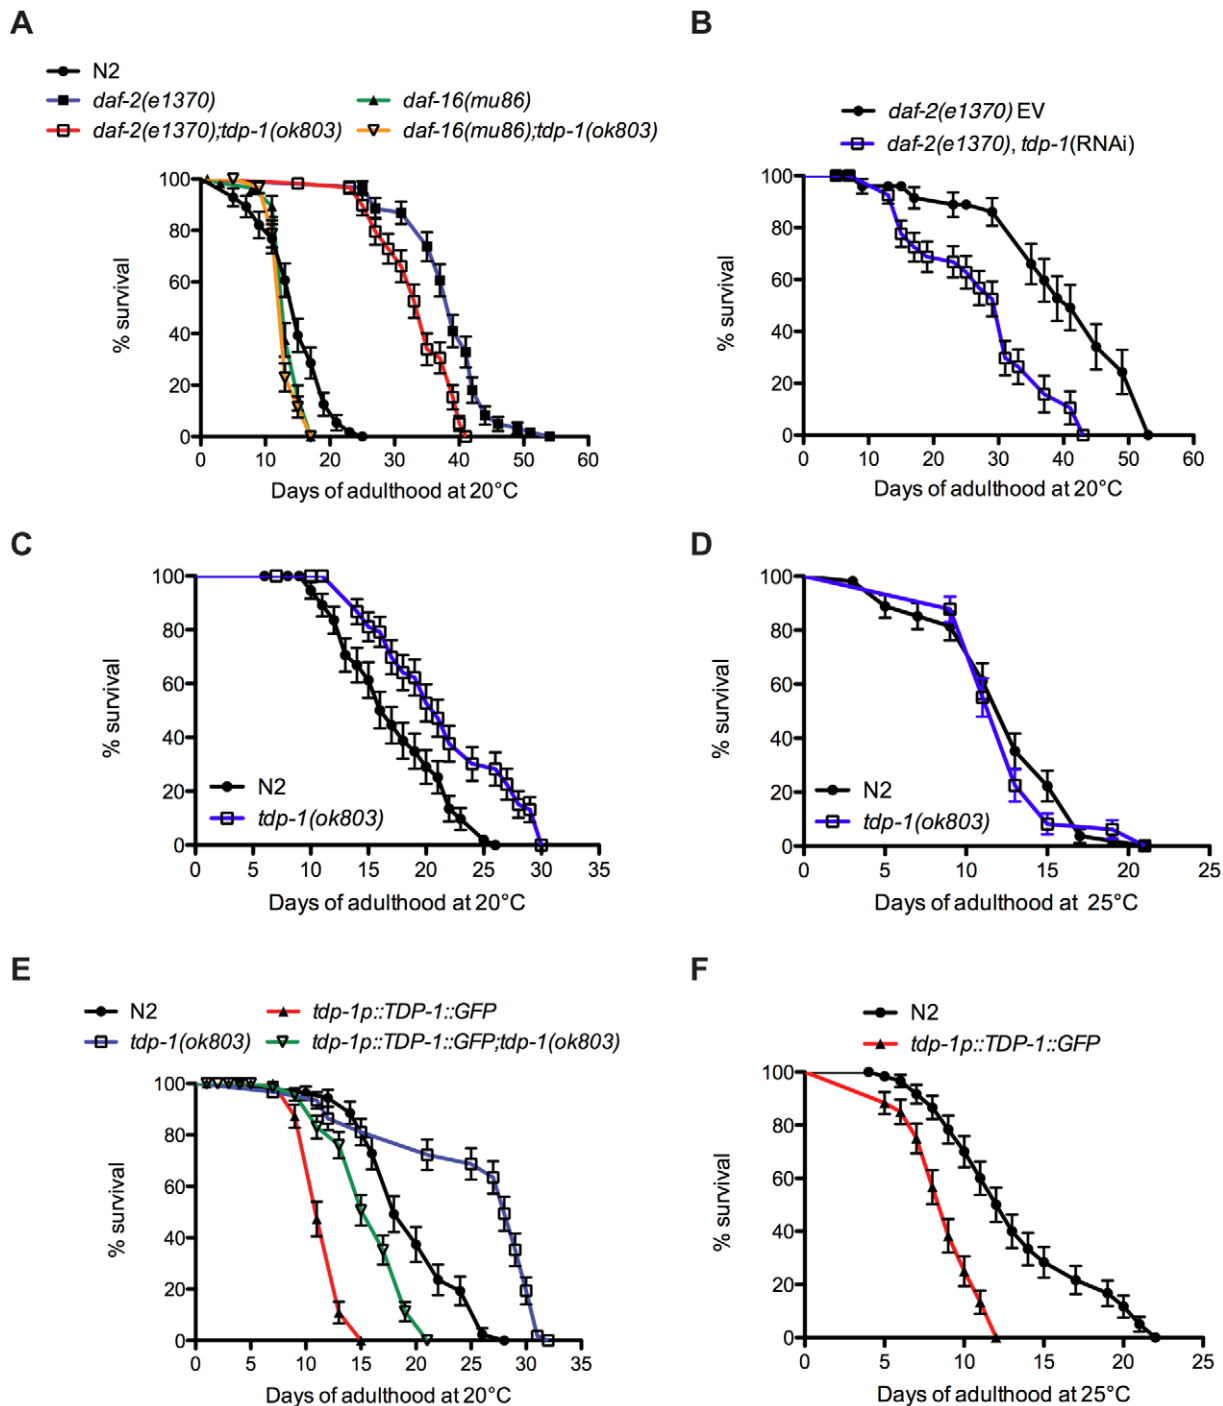 A
N2
daf-2(e1370)
daf-16(mu86)
daf-2(e1370);tdp-1(ok803)
daf-16(mu86);tdp-1(ok803)
100
80
60
40
20
0
% survival
0 10 20 30 40 50 60
Days of adulthood at 20°C
B
daf-2(e1370) EV
daf-2(e1370), tdp-1(RNAi)
100
80
60
40
20
0
% survival
0 10 20 30 40 50 60
Days of adulthood at 20°C
C
100
80
60
40
20
0
% survival
N2
tdp-1(ok803)
0 5 10 15 20 25 30 35
Days of adulthood at 20°C
D
100
80
60
40
20
0
% survival
N2
tdp-1(ok803)
0 5 10 15 20 25
Days of adulthood at 25°C
E
N2
tdp-1p::TDP-1::GFP
tdp-1(ok803)
tdp-1p::TDP-1::GFP;tdp-1(ok803)
100
80
60
40
20
0
% survival
0 5 10 15 20 25 30 35
Days of adulthood at 20°C
F
N2
tdp-1p::TDP-1::GFP
100
80
60
40
20
0
% survival
0 5 10 15 20 25
Days of adulthood at 25°C